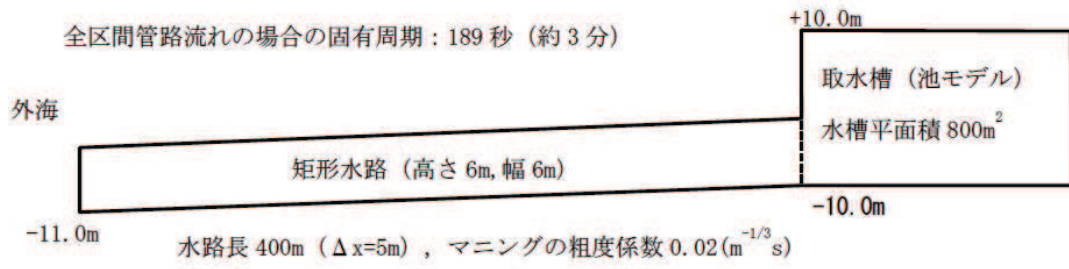 +10.0m
全区間管路流れの場合の固有周期：189 秒（約 3 分）
取水槽（池モデル）
外海
水槽平面積 800m²
矩形水路（高さ 6m, 幅 6m）
-11.0m
-10.0m
水路長 400m（Δx=5m），マニングの粗度係数 0.02(m^{-1/3}s)